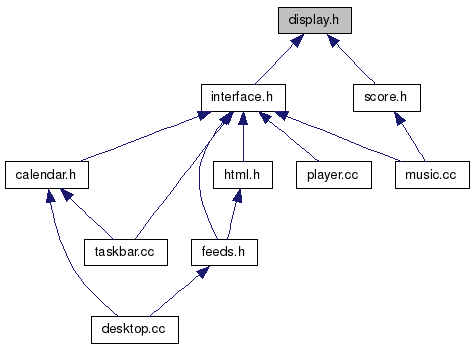 display.h
interface.h
score.h
calendar.h
html.h
player.cc
music.cc
taskbar.cc
feeds.h
desktop.cc